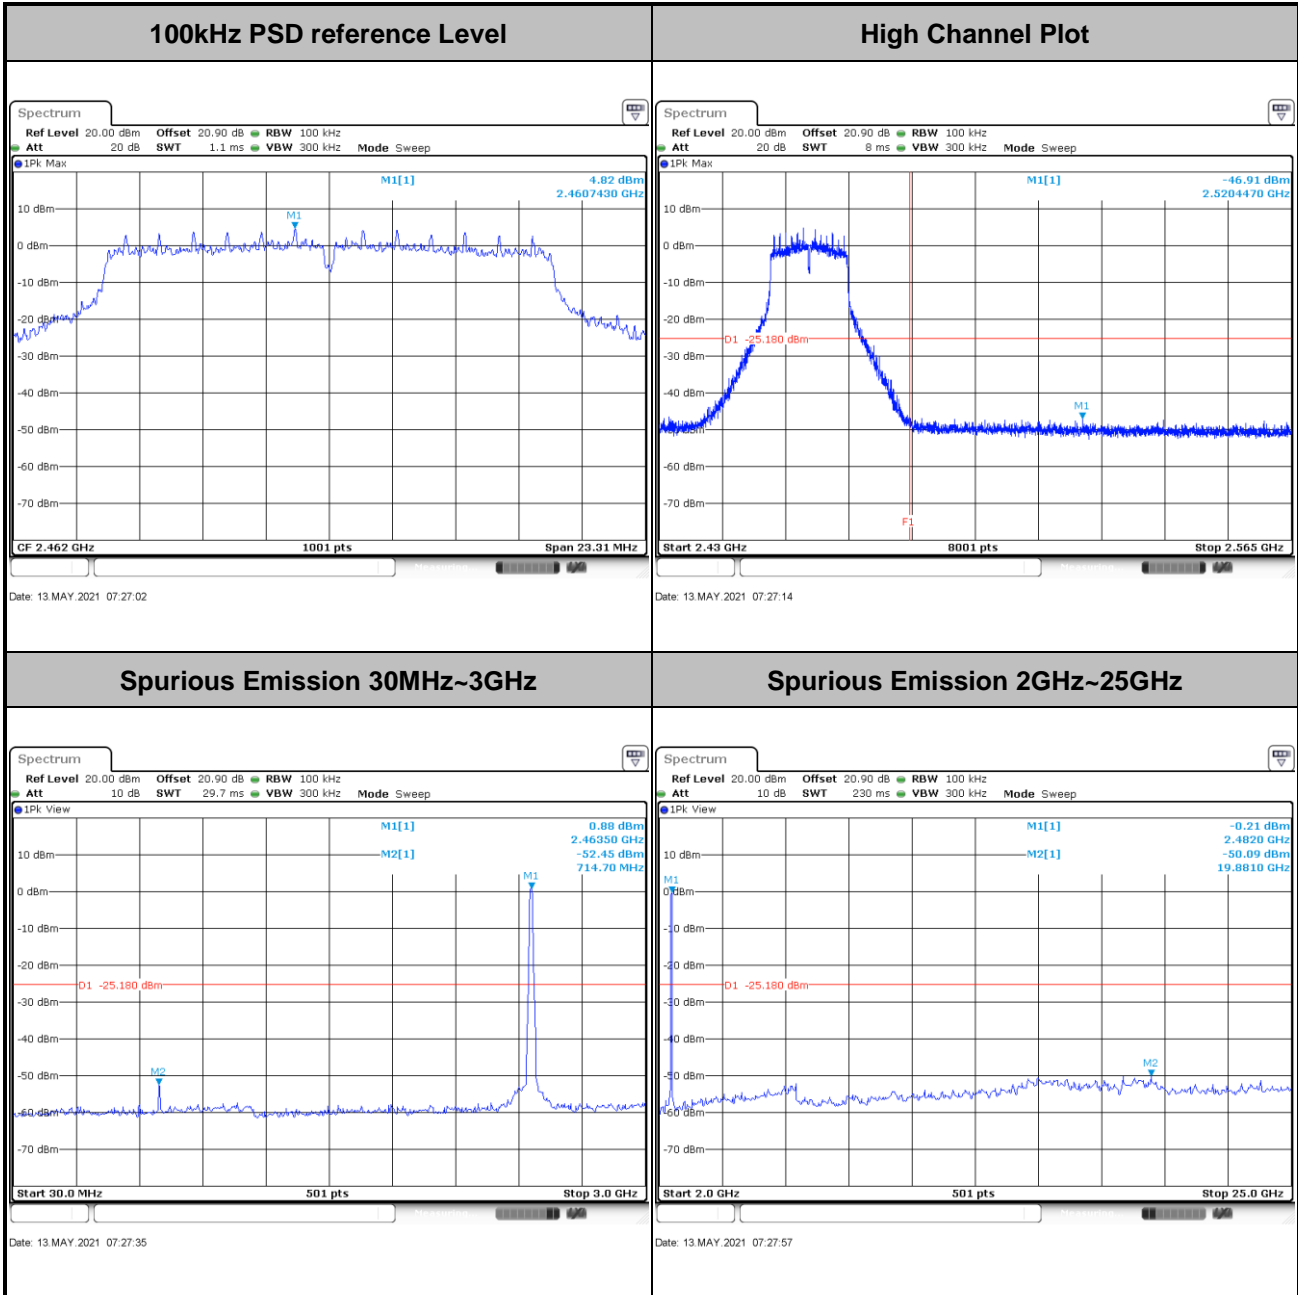 100kHz PSD reference Level
High Channel Plot
Spectrum
Ref Level 20.00 dBm Offset 20.90 dB RBW 100 kHz
Att 20 dB SWT 1.1 ms VBW 300 kHz Mode Sweep
1Pk Max
M1[1] 4.82 dBm
2.4607430 GHz
10 dBm
M1
0 dBm
-10 dBm
-20 dBm
-30 dBm
-40 dBm
-50 dBm
-60 dBm
-70 dBm
CF 2.462 GHz 1001 pts Span 23.31 MHz
Measuring
Date: 13.MAY.2021 07:27:02
Spectrum
Ref Level 20.00 dBm Offset 20.90 dB RBW 100 kHz
Att 20 dB SWT 8 ms VBW 300 kHz Mode Sweep
1Pk Max
M1[1] -46.91 dBm
2.5204470 GHz
10 dBm
0 dBm
-10 dBm
-20 dBm
D1 -25.180 dBm
-30 dBm
-40 dBm
M1
-50 dBm
-60 dBm
-70 dBm
F1
Start 2.43 GHz 8001 pts Stop 2.565 GHz
Measuring
Date: 13.MAY.2021 07:27:14
Spurious Emission 30MHz~3GHz
Spurious Emission 2GHz~25GHz
Spectrum
Ref Level 20.00 dBm Offset 20.90 dB RBW 100 kHz
Att 10 dB SWT 29.7 ms VBW 300 kHz Mode Sweep
1Pk View
M1[1] 0.88 dBm
2.46350 GHz
10 dBm
M2[1] -52.45 dBm
714.70 MHz
M1
0 dBm
-10 dBm
-20 dBm
D1 -25.180 dBm
-30 dBm
-40 dBm
-50 dBm
M2
-60 dBm
-70 dBm
Start 30.0 MHz 501 pts Stop 3.0 GHz
Measuring
Date: 13.MAY.2021 07:27:35
Spectrum
Ref Level 20.00 dBm Offset 20.90 dB RBW 100 kHz
Att 10 dB SWT 230 ms VBW 300 kHz Mode Sweep
1Pk View
M1[1] -0.21 dBm
2.4820 GHz
10 dBm
M2[1] -50.09 dBm
19.8810 GHz
M1
0 dBm
-10 dBm
-20 dBm
D1 -25.180 dBm
-30 dBm
-40 dBm
M2
-50 dBm
-60 dBm
-70 dBm
Start 2.0 GHz 501 pts Stop 25.0 GHz
Measuring
Date: 13.MAY.2021 07:27:57